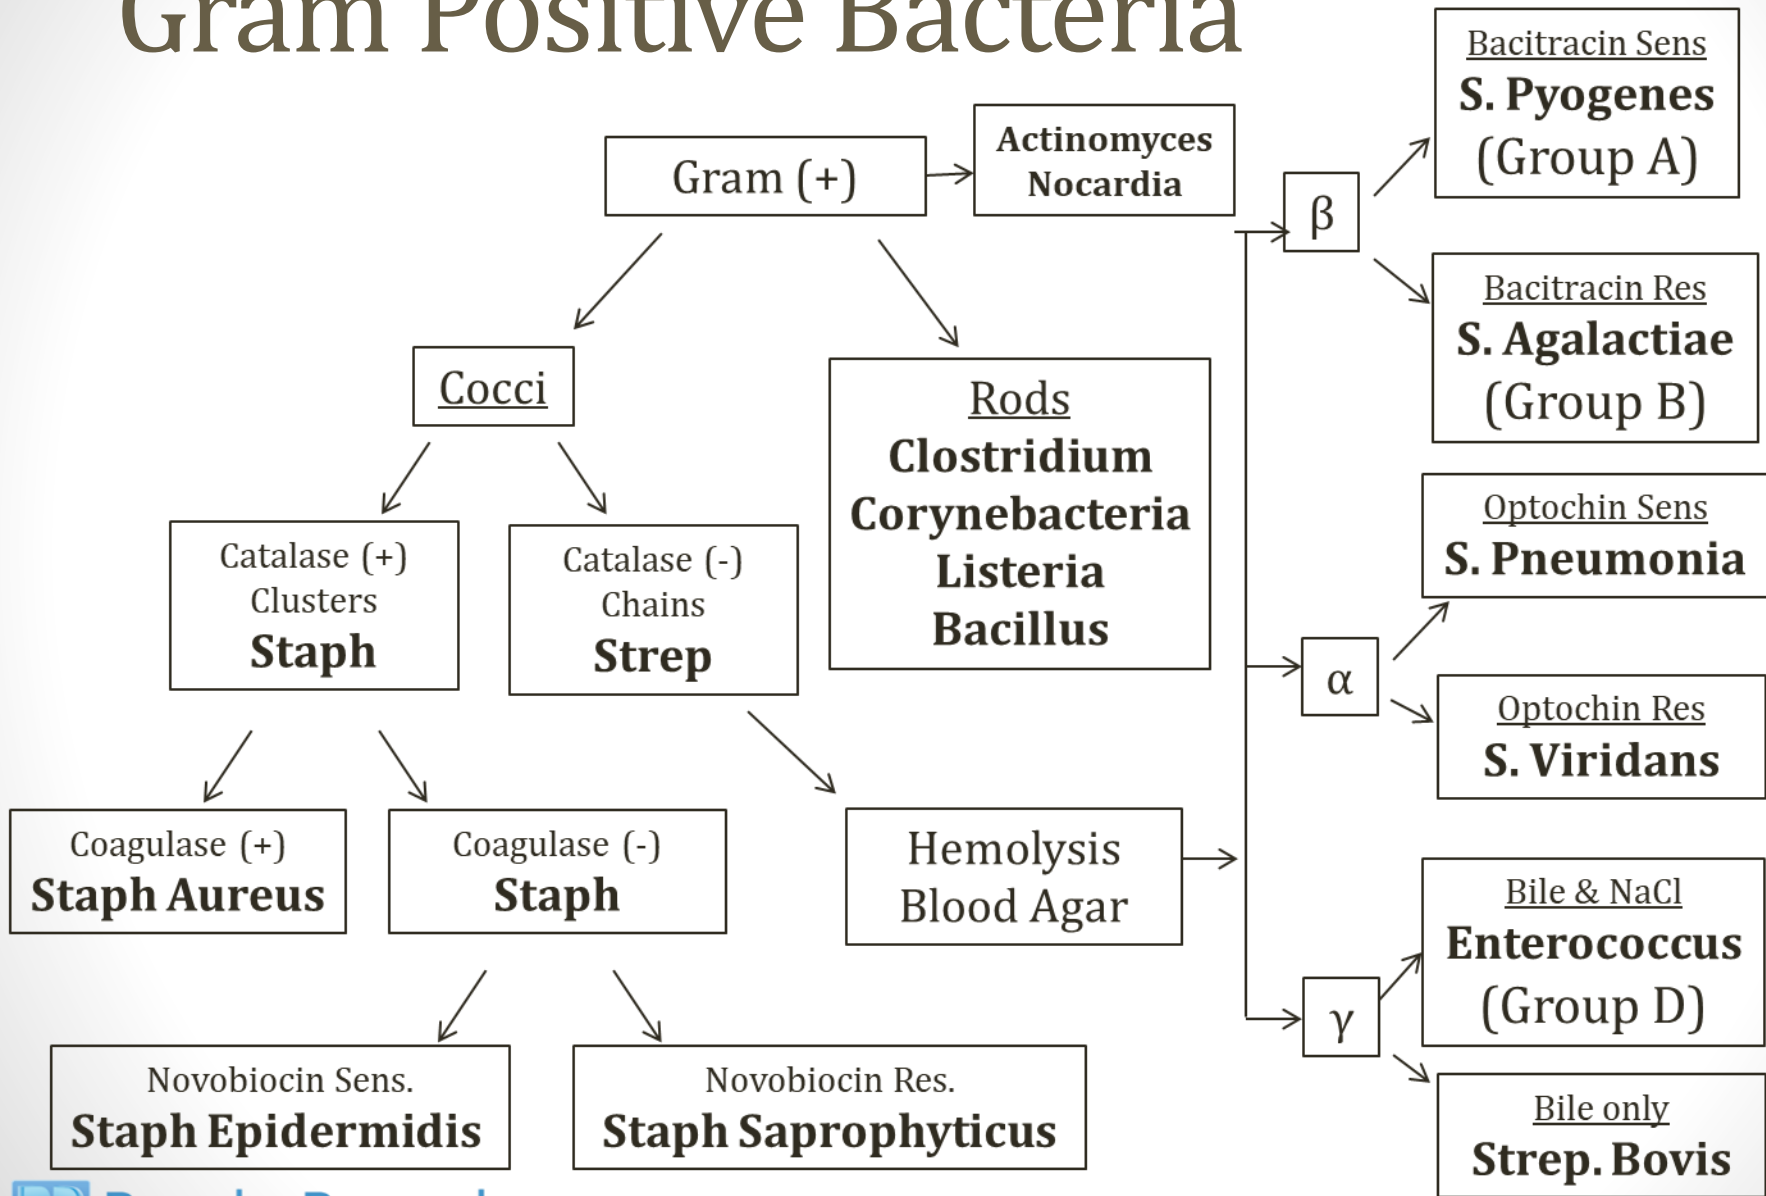 Gram Positive Bacteria
Gram (+)
Actinomyces
Nocardia
Cocci
Rods
Clostridium
Corynebacteria
Listeria
Bacillus
Catalase (+)
Clusters
Staph
Catalase (-)
Chains
Strep
Coagulase (+)
Staph Aureus
Coagulase (-)
Staph
Novobiocin Sens.
Staph Epidermidis
Novobiocin Res.
Staph Saprophyticus
Hemolysis
Blood Agar
β
Bacitracin Sens
S. Pyogenes
(Group A)
Bacitracin Res
S. Agalactiae
(Group B)
α
Optochin Sens
S. Pneumonia
Optochin Res
S. Viridans
γ
Bile & NaCl
Enterococcus
(Group D)
Bile only
Strep. Bovis